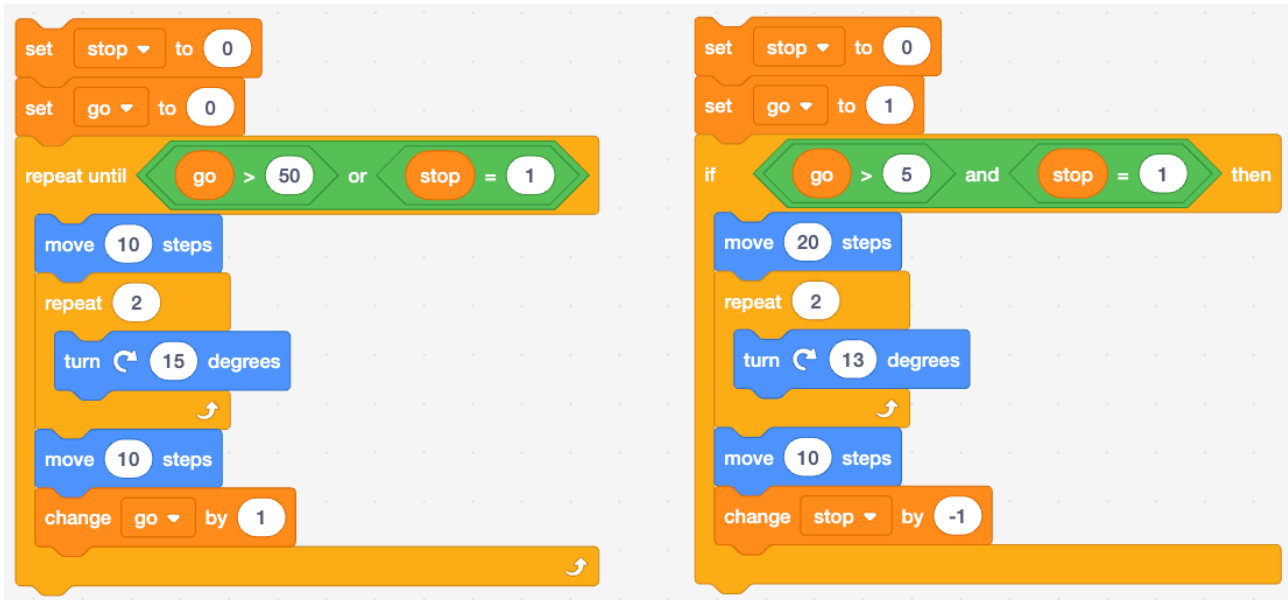 set stop to 0
set go to 0
repeat until go > 50 or stop = 1
move 10 steps
repeat 2
turn 15 degrees
move 10 steps
change go by 1
set stop to 0
set go to 1
if go > 5 and stop = 1 then
move 20 steps
repeat 2
turn 13 degrees
move 10 steps
change stop by -1